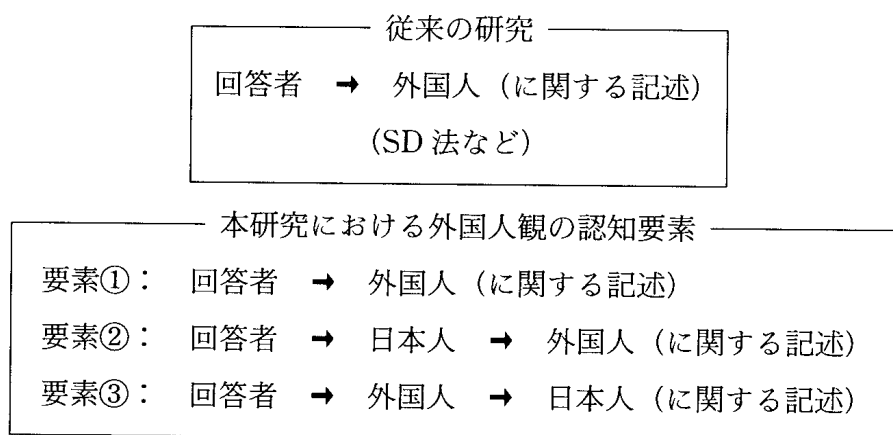 従来の研究
回答者 → 外国人（に関する記述）
（SD 法など）
本研究における外国人観の認知要素
要素①： 回答者 → 外国人（に関する記述）
要素②： 回答者 → 日本人 → 外国人（に関する記述）
要素③： 回答者 → 外国人 → 日本人（に関する記述）